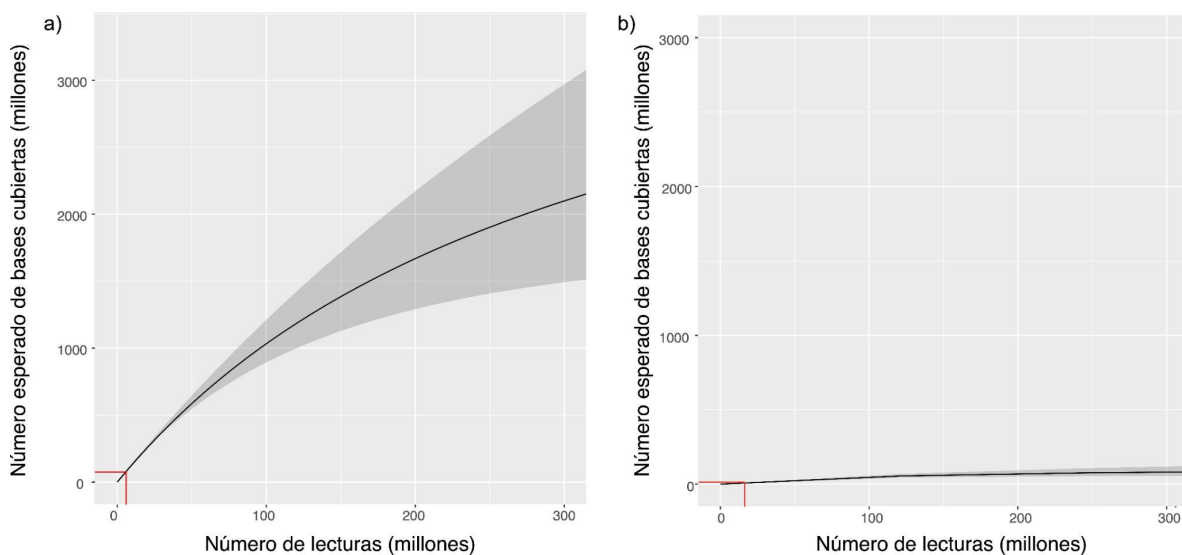 a)
Número esperado de bases cubiertas (millones)
3000
2000
1000
0
0 100 200 300
Número de lecturas (millones)
b)
Número esperado de bases cubiertas (millones)
3000
2000
1000
0
0 100 200 300
Número de lecturas (millones)